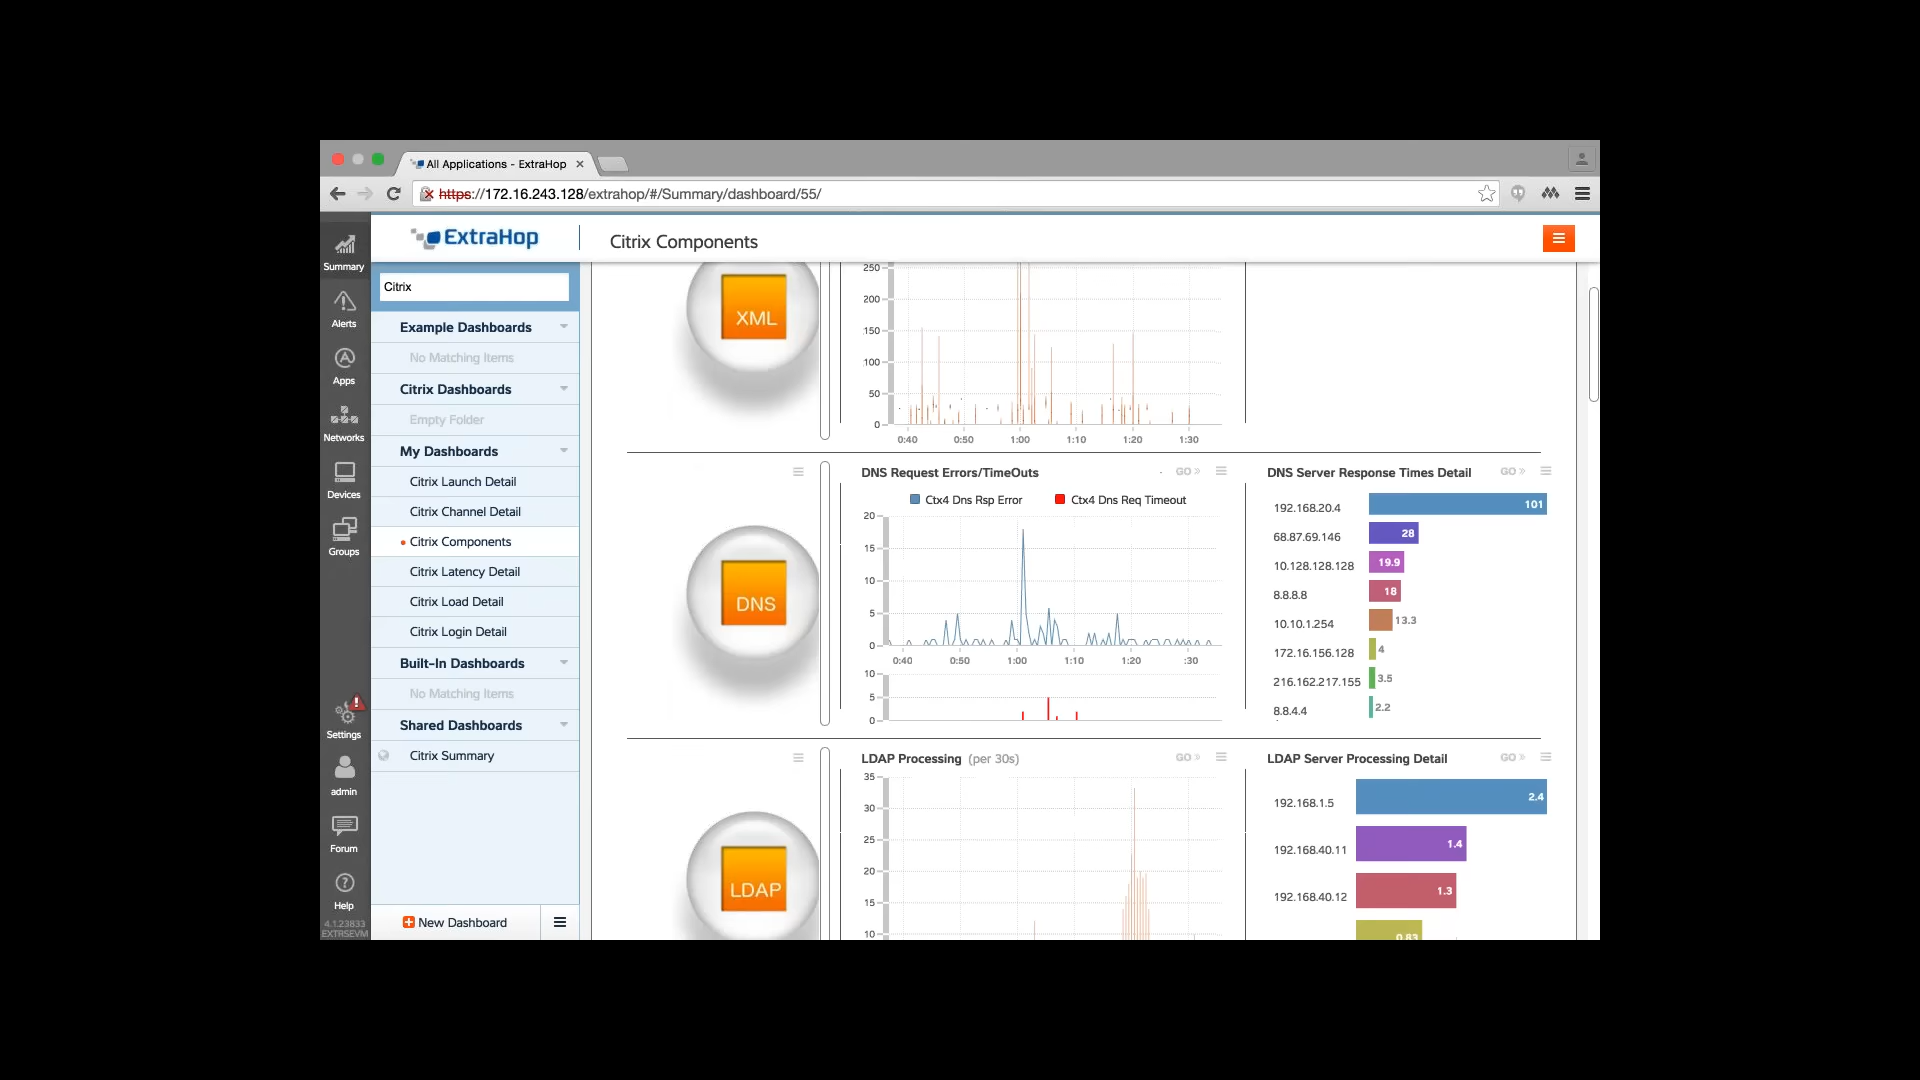 All Applications - ExtraHop
https://172.16.243.128/extrahop/#/Summary/dashboard/55/
ExtraHop
Citrix Components
Summary
Alerts
Apps
Networks
Devices
Groups
Settings
admin
Forum
Help
4.1.23833
EXTRSEVM
Citrix
Example Dashboards
No Matching Items
Citrix Dashboards
Empty Folder
My Dashboards
Citrix Launch Detail
Citrix Channel Detail
Citrix Components
Citrix Latency Detail
Citrix Load Detail
Citrix Login Detail
Built-In Dashboards
No Matching Items
Shared Dashboards
Citrix Summary
New Dashboard
XML
250
200
150
100
50
0
0:40 0:50 1:00 1:10 1:20 1:30
DNS
DNS Request Errors/TimeOuts
GO »
Ctx4 Dns Rsp Error Ctx4 Dns Req Timeout
20
15
10
5
0
0:40 0:50 1:00 1:10 1:20 :30
10
5
0
DNS Server Response Times Detail
GO »
192.168.20.4 101
68.87.69.146 28
10.128.128.128 19.9
8.8.8.8 18
10.10.1.254 13.3
172.16.156.128 4
216.162.217.155 3.5
8.8.4.4 2.2
LDAP
LDAP Processing (per 30s)
GO »
35
30
25
20
15
10
LDAP Server Processing Detail
GO »
192.168.1.5 2.4
192.168.40.11 1.4
192.168.40.12 1.3
0.83